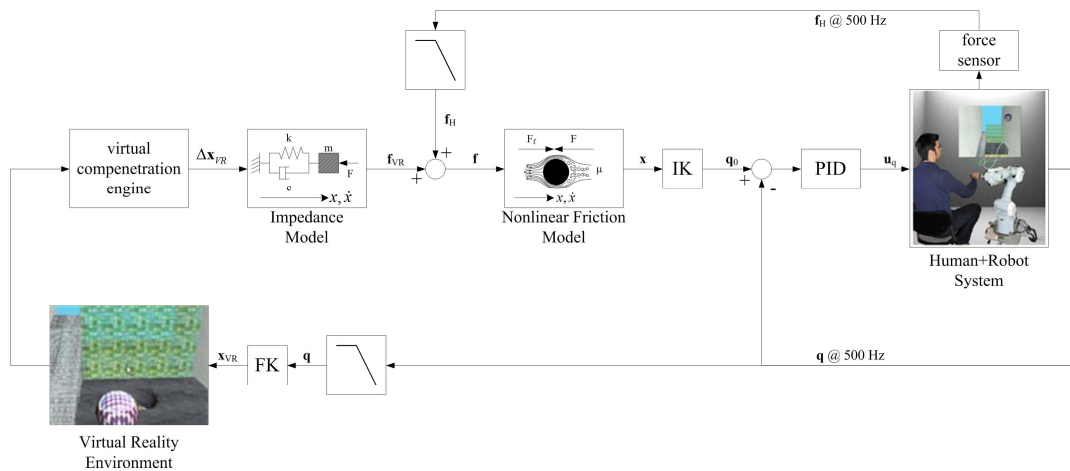 f_H @ 500 Hz
force
sensor
f_H
virtual
compenetration
engine
Δx_VR
k
m
F
c
x, ẋ
Impedance
Model
f_VR
+
+
f
F_f
F
μ
x, ẋ
Nonlinear Friction
Model
x
IK
q_0
+
-
PID
u_q
Human+Robot
System
x_VR
FK
q
q @ 500 Hz
Virtual Reality
Environment